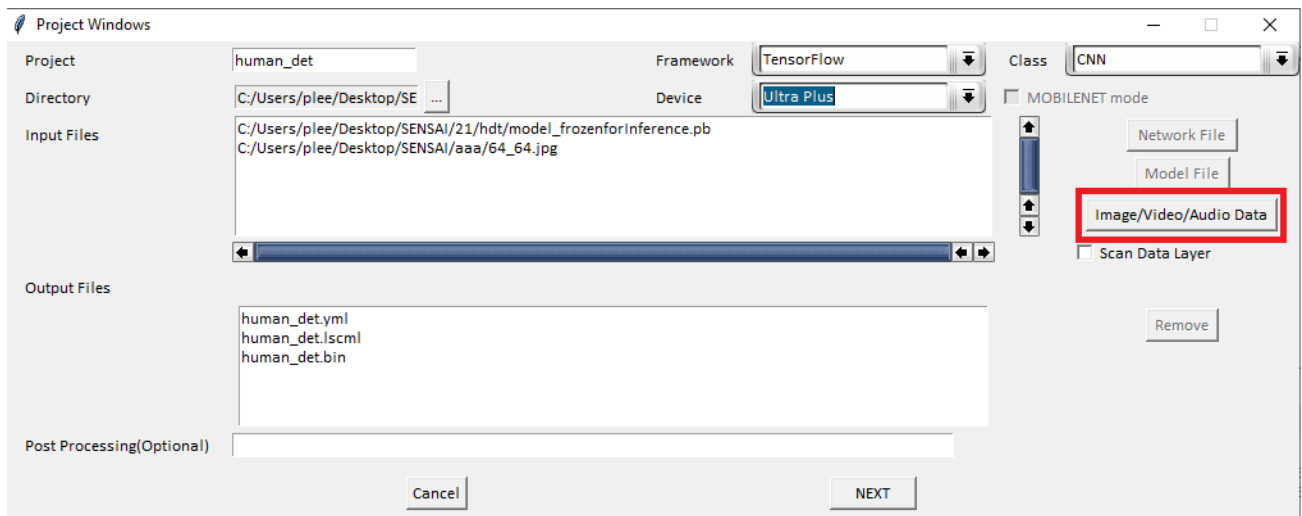 Project Windows
Project human_det Framework TensorFlow Class CNN
Directory C:/Users/plee/Desktop/SE ... Device Ultra Plus MOBILENET mode
Input Files C:/Users/plee/Desktop/SENSAI/21/hdt/model_frozenforInference.pb Network File
C:/Users/plee/Desktop/SENSAI/aaa/64_64.jpg
Model File
Image/Video/Audio Data
Scan Data Layer
Output Files
human_det.yml Remove
human_det.lscml
human_det.bin
Post Processing(Optional)
Cancel NEXT